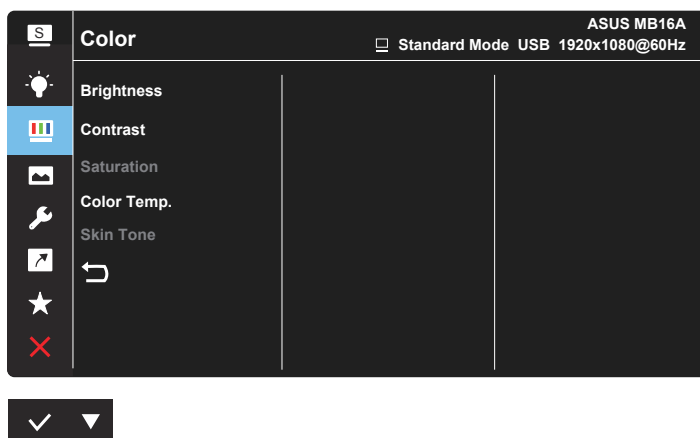 S
Color
ASUS MB16A
Standard Mode USB 1920x1080@60Hz
Brightness
Contrast
Saturation
Color Temp.
Skin Tone